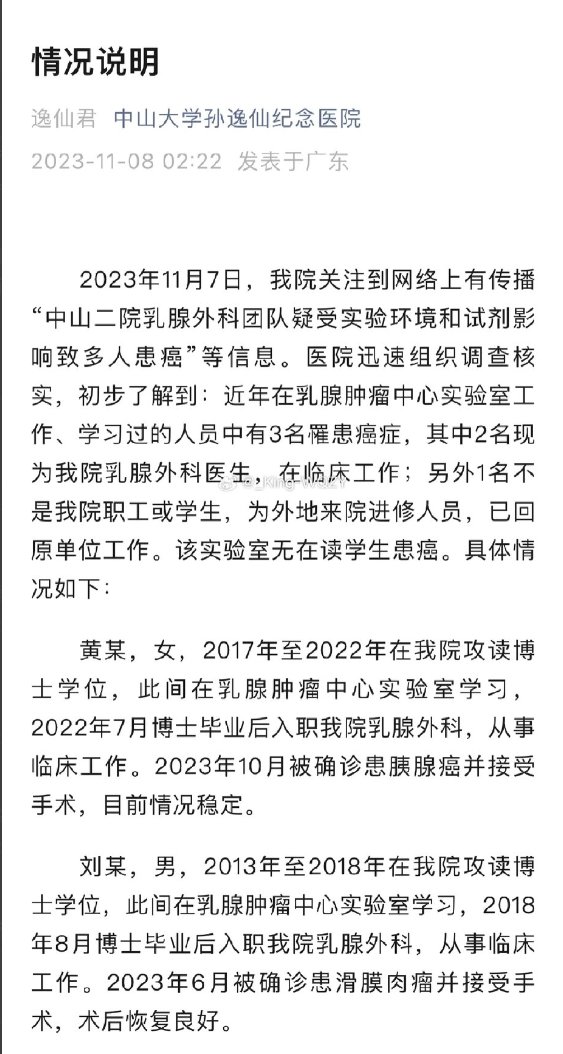 情况说明
逸仙君 中山大学孙逸仙纪念医院
2023-11-08 02:22 发表于广东
2023年11月7日，我院关注到网络上有传播
“中山二院乳腺外科团队疑受实验环境和试剂影
响致多人患癌”等信息。医院迅速组织调查核
实，初步了解到：近年在乳腺肿瘤中心实验室工
作、学习过的人员中有3名罹患癌症，其中2名现
为我院乳腺外科医生，在临床工作；另外1名不
是我院职工或学生，为外地来院进修人员，已回
原单位工作。该实验室无在读学生患癌。具体情
况如下：
黄某，女，2017年至2022年在我院攻读博
士学位，此间在乳腺肿瘤中心实验室学习，
2022年7月博士毕业后入职我院乳腺外科，从事
临床工作。2023年10月被确诊患胰腺癌并接受
手术，目前情况稳定。
刘某，男，2013年至2018年在我院攻读博
士学位，此间在乳腺肿瘤中心实验室学习，2018
年8月博士毕业后入职我院乳腺外科，从事临床
工作。2023年6月被确诊患滑膜肉瘤并接受手
术，术后恢复良好。